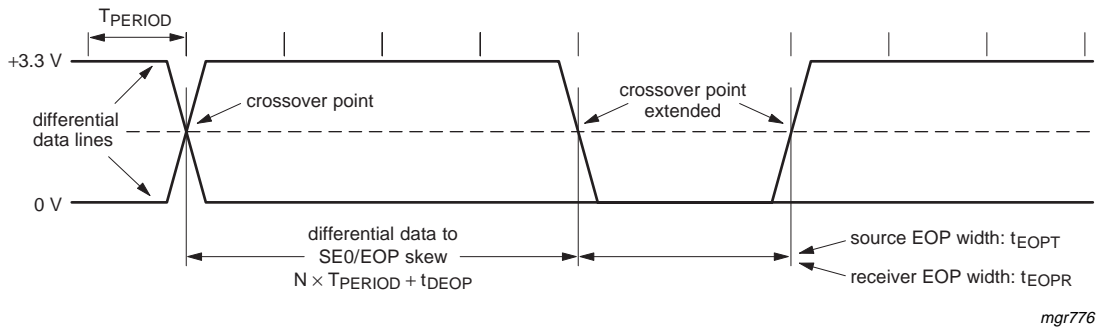 TPERIOD
+3.3 V
crossover point
crossover point
extended
differential
data lines
0 V
differential data to
SE0/EOP skew
N × TPERIOD + tDEOP
source EOP width: tEOPT
receiver EOP width: tEOPR
mgr776